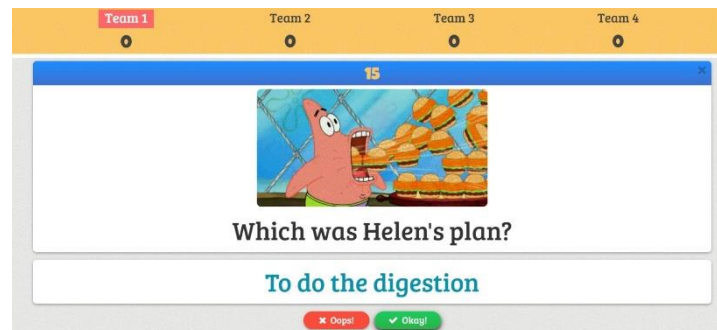 Team 1 Team 2 Team 3 Team 4
0 0 0 0
15 ×
Which was Helen's plan?
To do the digestion
✖ Oops! ✔ Okay!